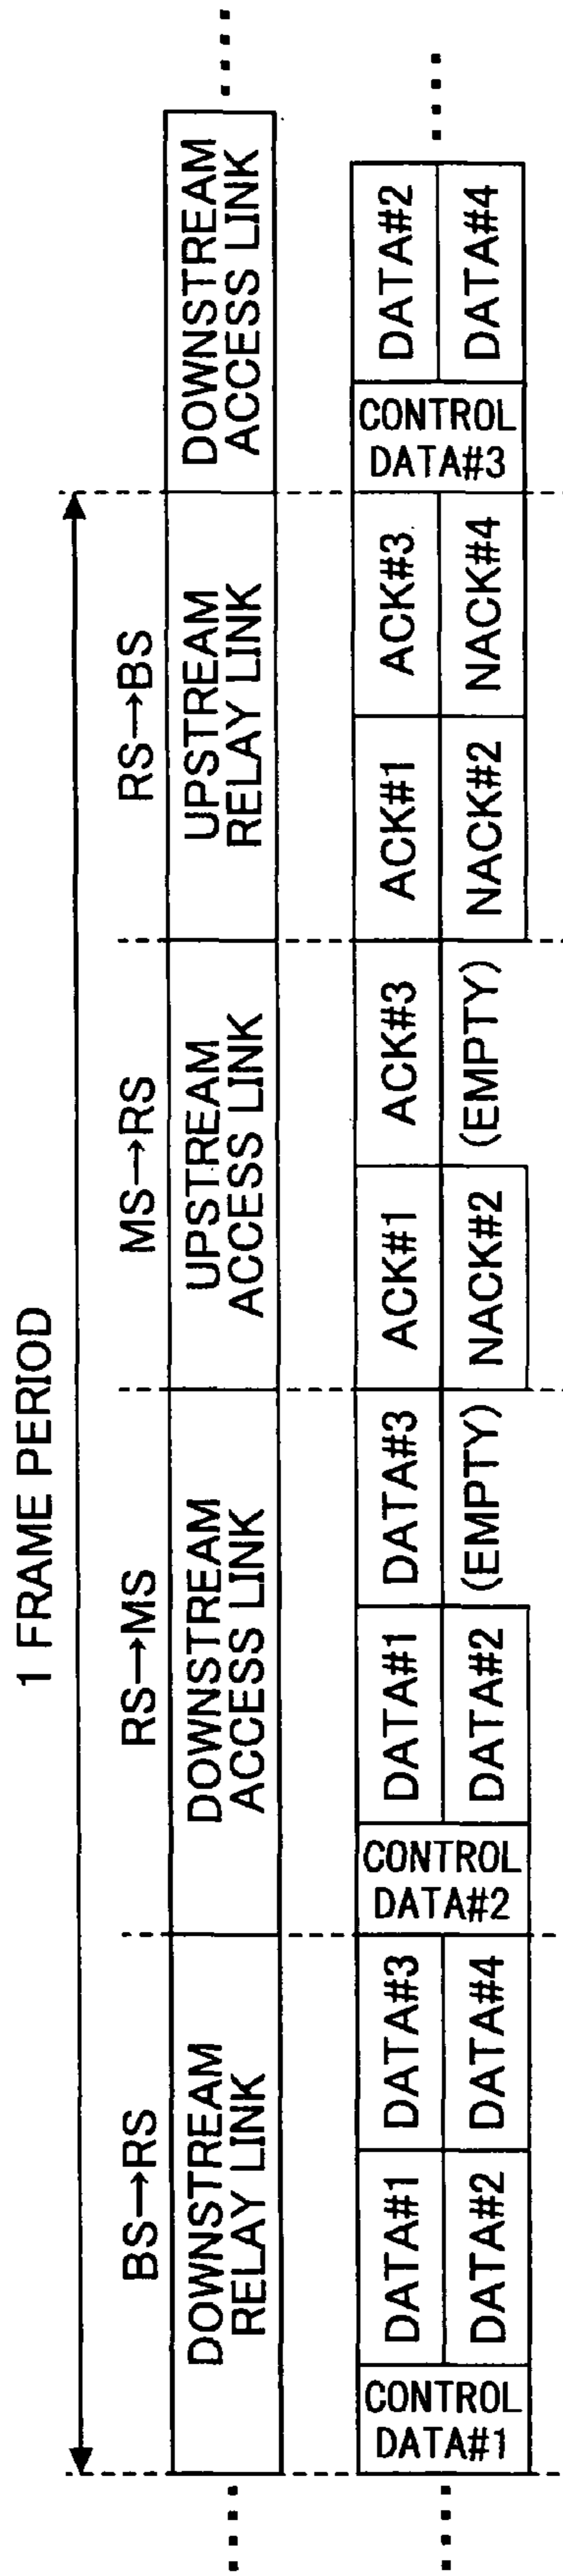 1 FRAME PERIOD
BS→RS
RS→MS
MS→RS
RS→BS
DOWNSTREAM
RELAY LINK
DOWNSTREAM
ACCESS LINK
UPSTREAM
ACCESS LINK
UPSTREAM
RELAY LINK
DOWNSTREAM
ACCESS LINK
CONTROL
DATA#1
DATA#1
DATA#3
DATA#2
DATA#4
CONTROL
DATA#2
DATA#1
DATA#3
DATA#2
(EMPTY)
ACK#1
ACK#3
NACK#2
(EMPTY)
ACK#1
ACK#3
NACK#2
NACK#4
CONTROL
DATA#3
DATA#2
DATA#4